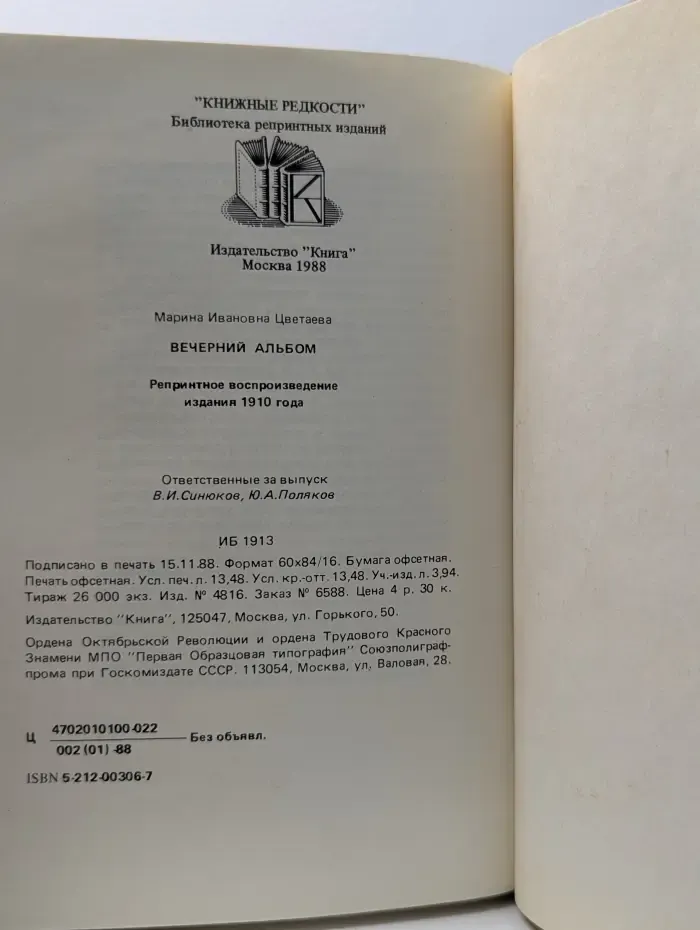 "КНИЖНЫЕ РЕДКОСТИ"
Библиотека репринтных изданий
К
Издательство "Книга"
Москва 1988
Марина Ивановна Цветаева
ВЕЧЕРНИЙ АЛЬБОМ
Репринтное воспроизведение
издания 1910 года
Ответственные за выпуск
В.И.Синюков, Ю.А.Поляков
ИБ 1913
Подписано в печать 15.11.88. Формат 60х84/16. Бумага офсетная.
Печать офсетная. Усл. печ. л. 13,48. Усл. кр.-отт. 13,48. Уч.-изд. л. 3,94.
Тираж 26 000 экз. Изд. № 4816. Заказ № 6588. Цена 4 р. 30 к.
Издательство "Книга", 125047, Москва, ул. Горького, 50.
Ордена Октябрьской Революции и ордена Трудового Красного
Знамени МПО "Первая Образцовая типография" Союзполиграф-
прома при Госкомиздате СССР. 113054, Москва, ул. Валовая, 28.
Ц 4702010100-022 Без объявл.
002 (01) -88
ISBN 5-212-00306-7